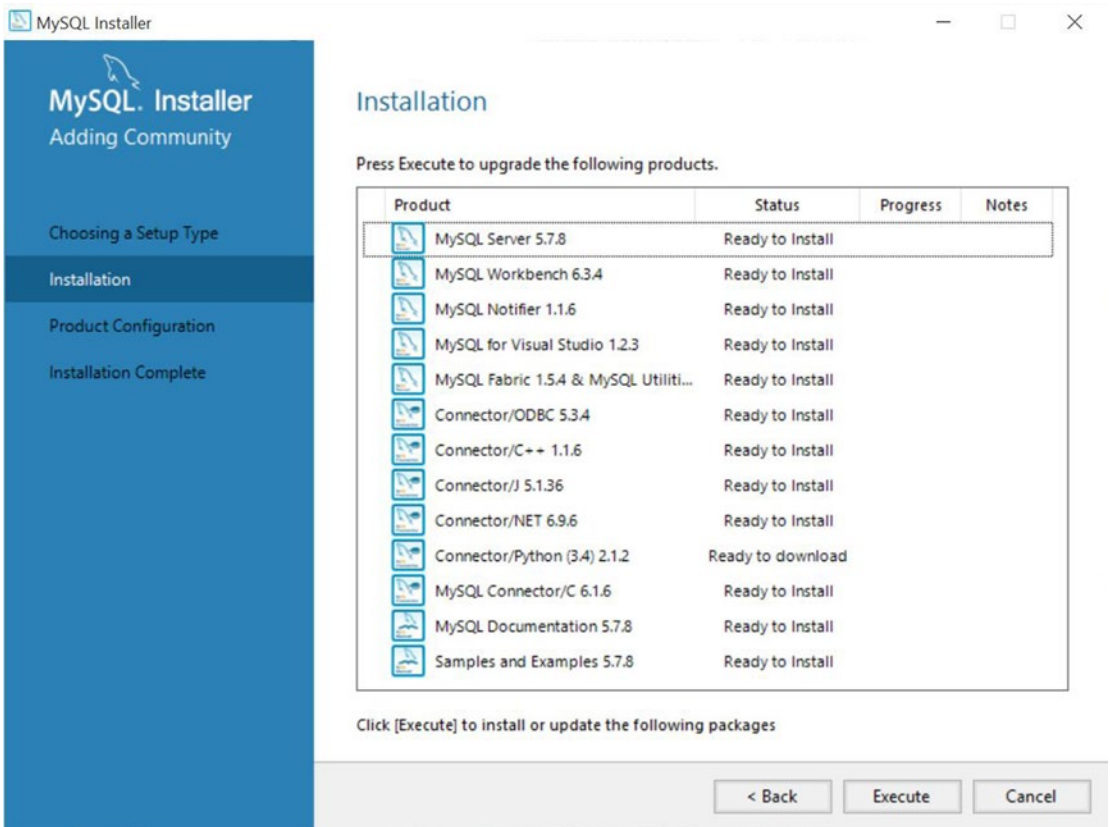 MySQL Installer
MySQL. Installer
Adding Community
Choosing a Setup Type
Installation
Product Configuration
Installation Complete
Installation
Press Execute to upgrade the following products.
Product Status Progress Notes
MySQL Server 5.7.8 Ready to Install
MySQL Workbench 6.3.4 Ready to Install
MySQL Notifier 1.1.6 Ready to Install
MySQL for Visual Studio 1.2.3 Ready to Install
MySQL Fabric 1.5.4 & MySQL Utiliti... Ready to Install
Connector/ODBC 5.3.4 Ready to Install
Connector/C++ 1.1.6 Ready to Install
Connector/J 5.1.36 Ready to Install
Connector/NET 6.9.6 Ready to Install
Connector/Python (3.4) 2.1.2 Ready to download
MySQL Connector/C 6.1.6 Ready to Install
MySQL Documentation 5.7.8 Ready to Install
Samples and Examples 5.7.8 Ready to Install
Click [Execute] to install or update the following packages
< Back Execute Cancel